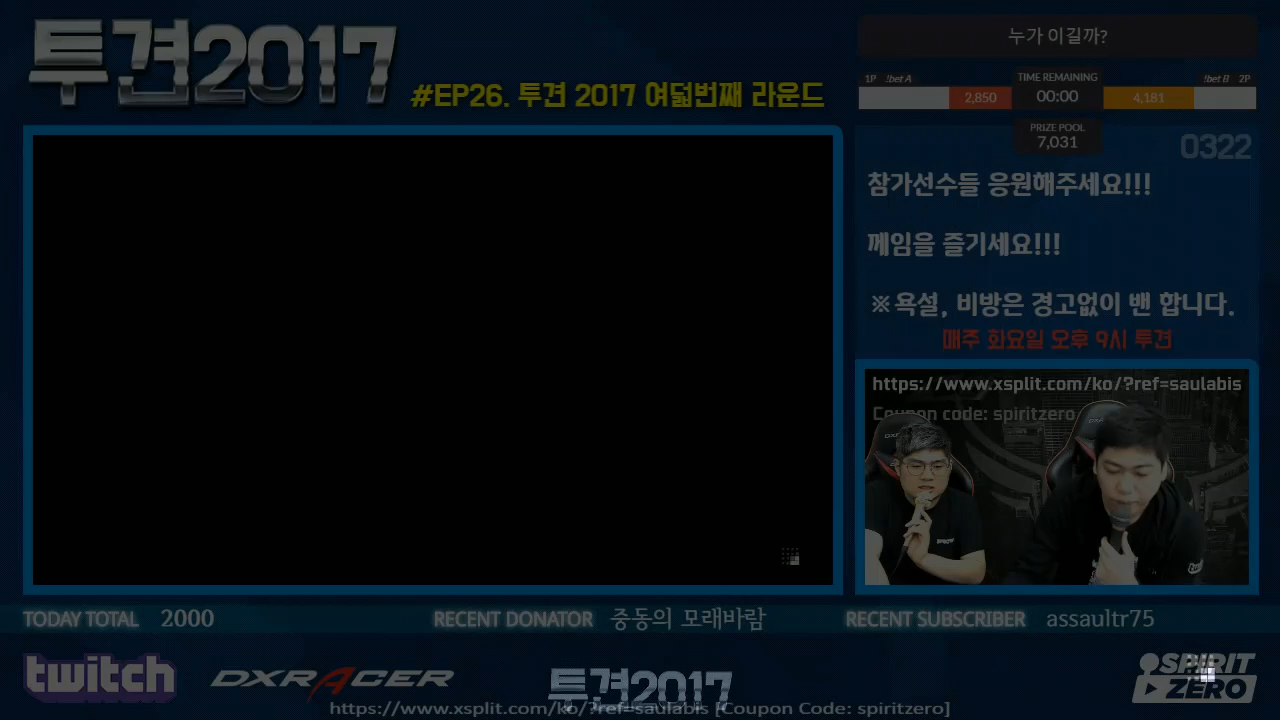 투견2017
#EP26. 투견 2017 여덟번째 라운드
누가 이길까?
1P !bet A TIME REMAINING !bet B 2P
2,850 00:00 4,181
PRIZE POOL
7,031
0322
참가선수들 응원해주세요!!!
께임을 즐기세요!!!
※욕설, 비방은 경고없이 밴 합니다.
매주 화요일 오후 9시 투견
https://www.xsplit.com/ko/?ref=saulabis
Coupon code: spiritzero
TODAY TOTAL 2000 RECENT DONATOR 중동의 모래바람 RECENT SUBSCRIBER assaultr75
twitch DXRACER 투견2017 SPIRIT ZERO
https://www.xsplit.com/ko/?ref=saulabis [Coupon Code: spiritzero]